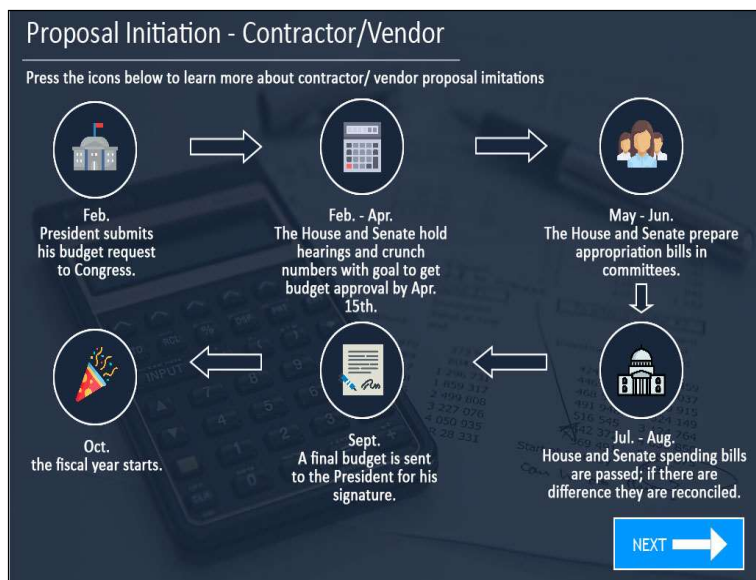 Proposal Initiation - Contractor/Vendor
Press the icons below to learn more about contractor/ vendor proposal imitations
Feb.
President submits
his budget request
to Congress.
Feb. - Apr.
The House and Senate hold
hearings and crunch
numbers with goal to get
budget approval by Apr.
15th.
May - Jun.
The House and Senate prepare
appropriation bills in
committees.
Jul. - Aug.
House and Senate spending bills
are passed; if there are
difference they are reconciled.
Sept.
A final budget is sent
to the President for his
signature.
Oct.
the fiscal year starts.
NEXT